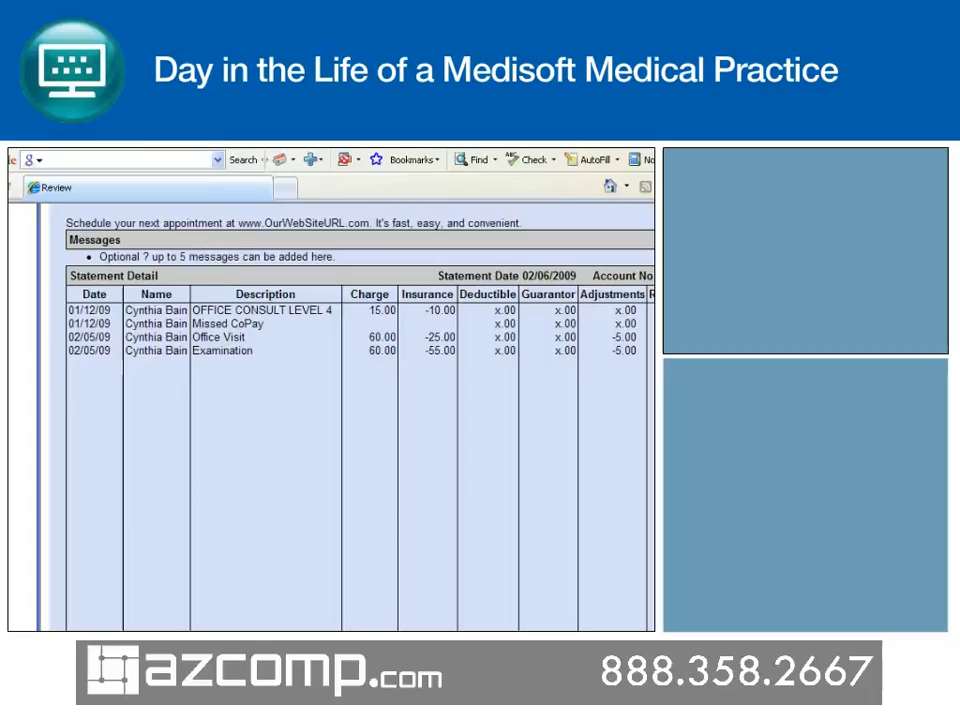 Day in the Life of a Medisoft Medical Practice
g Search Bookmarks Find Check AutoFill
Review
Schedule your next appointment at www.OurWebSiteURL.com. It's fast, easy, and convenient.
Messages
• Optional ? up to 5 messages can be added here.
Statement Detail Statement Date 02/06/2009 Account No
Date Name Description Charge Insurance Deductible Guarantor Adjustments R
01/12/09 Cynthia Bain OFFICE CONSULT LEVEL 4 15.00 -10.00 x.00 x.00 x.00
01/12/09 Cynthia Bain Missed CoPay x.00 x.00 x.00
02/05/09 Cynthia Bain Office Visit 60.00 -25.00 x.00 x.00 -5.00
02/05/09 Cynthia Bain Examination 60.00 -55.00 x.00 x.00 -5.00
azcomp.com 888.358.2667